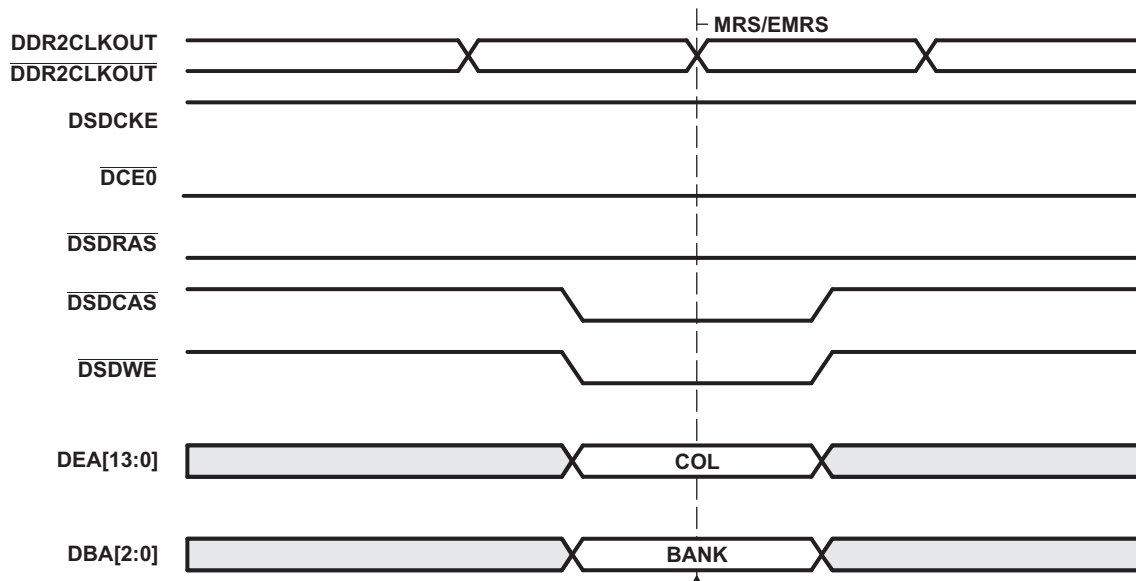 MRS/EMRS
DDR2CLKOUT
DDR2CLKOUT
DSDCKE
DCE0
DSDRAS
DSDCAS
DSDWE
DEA[13:0]
COL
DBA[2:0]
BANK